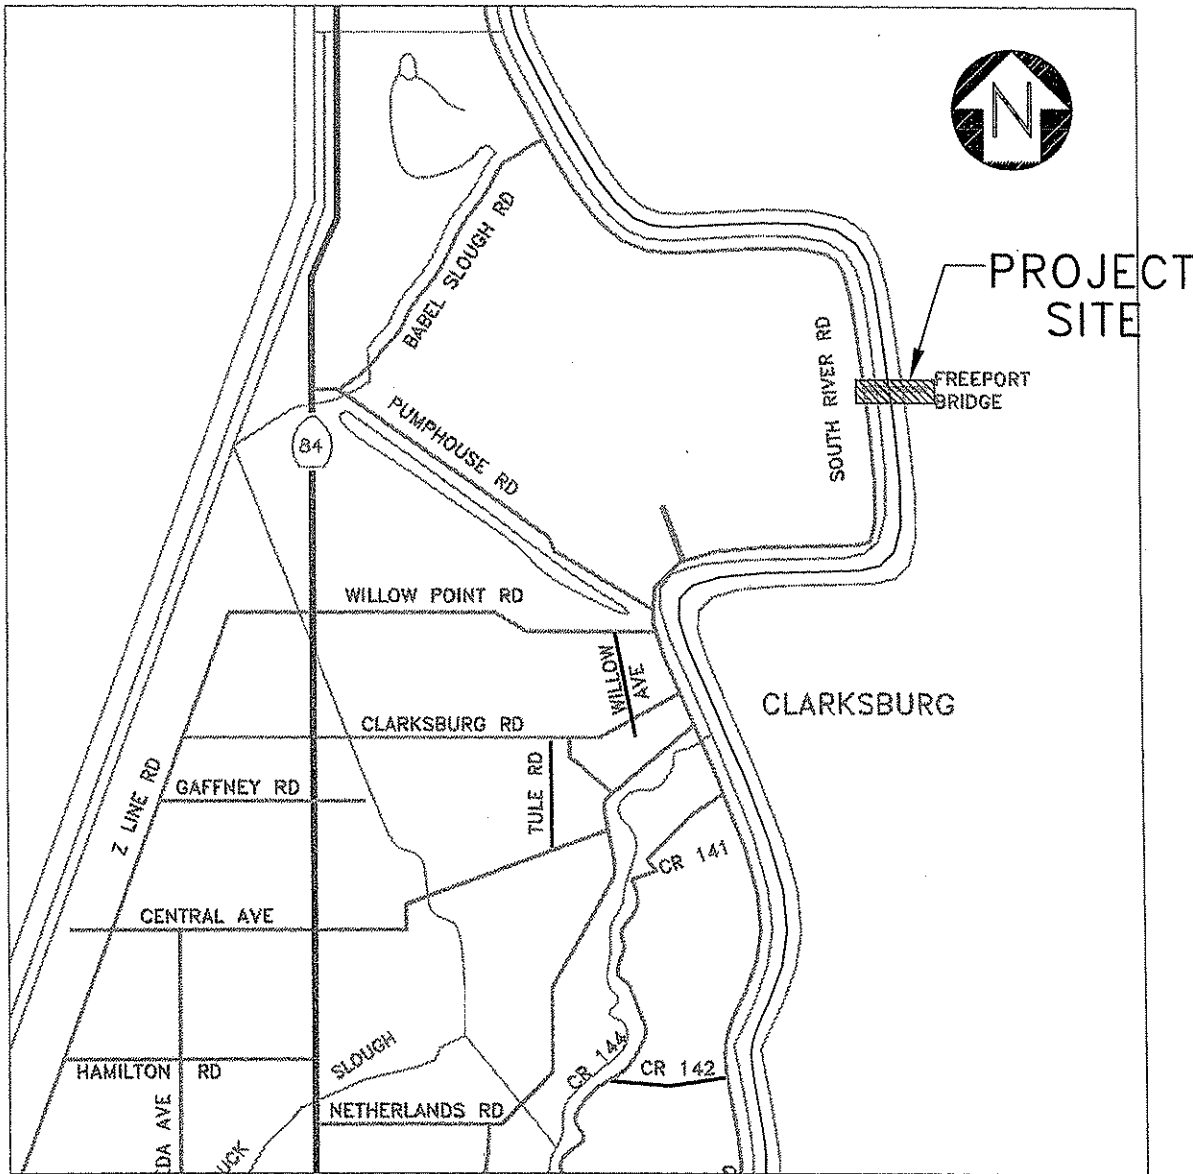 N
BABEL SLOUGH RD
PROJECT
SITE
SOUTH RIVER RD
FREEPORT
BRIDGE
84
PUMPHOUSE RD
WILLOW POINT RD
WILLOW
AVE
CLARKSBURG
CLARKSBURG RD
Z LINE RD
GAFFNEY RD
TULE RD
CR 141
CENTRAL AVE
SLOUGH
CR 144
CR 142
HAMILTON RD
NETHERLANDS RD
DA AVE
UCK